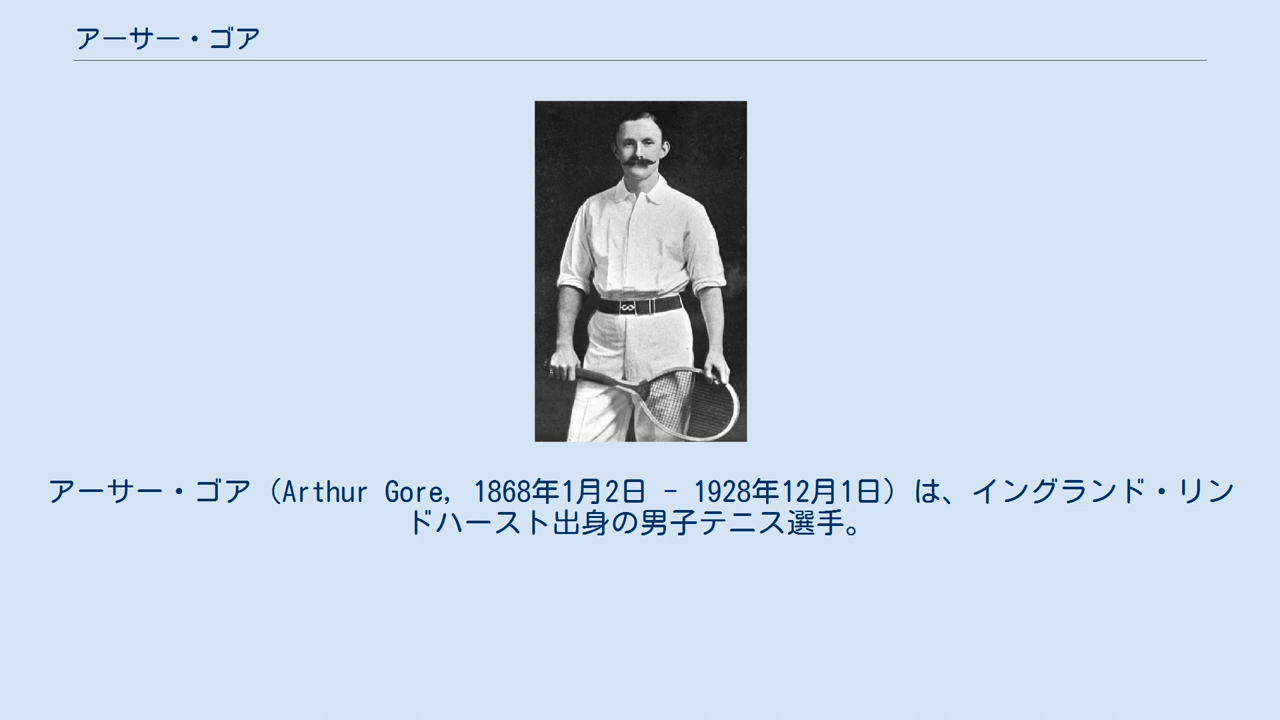 アーサー・ゴア
アーサー・ゴア（Arthur Gore, 1868年1月2日 - 1928年12月1日）は、イングランド・リン
ドハースト出身の男子テニス選手。